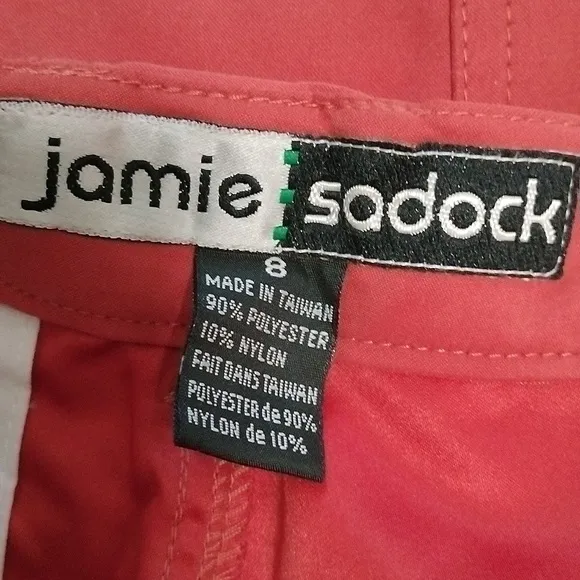 jamie sadock
8
MADE IN TAIWAN
90% POLYESTER
10% NYLON
FAIT DANS TAIWAN
POLYESTER de 90%
NYLON de 10%